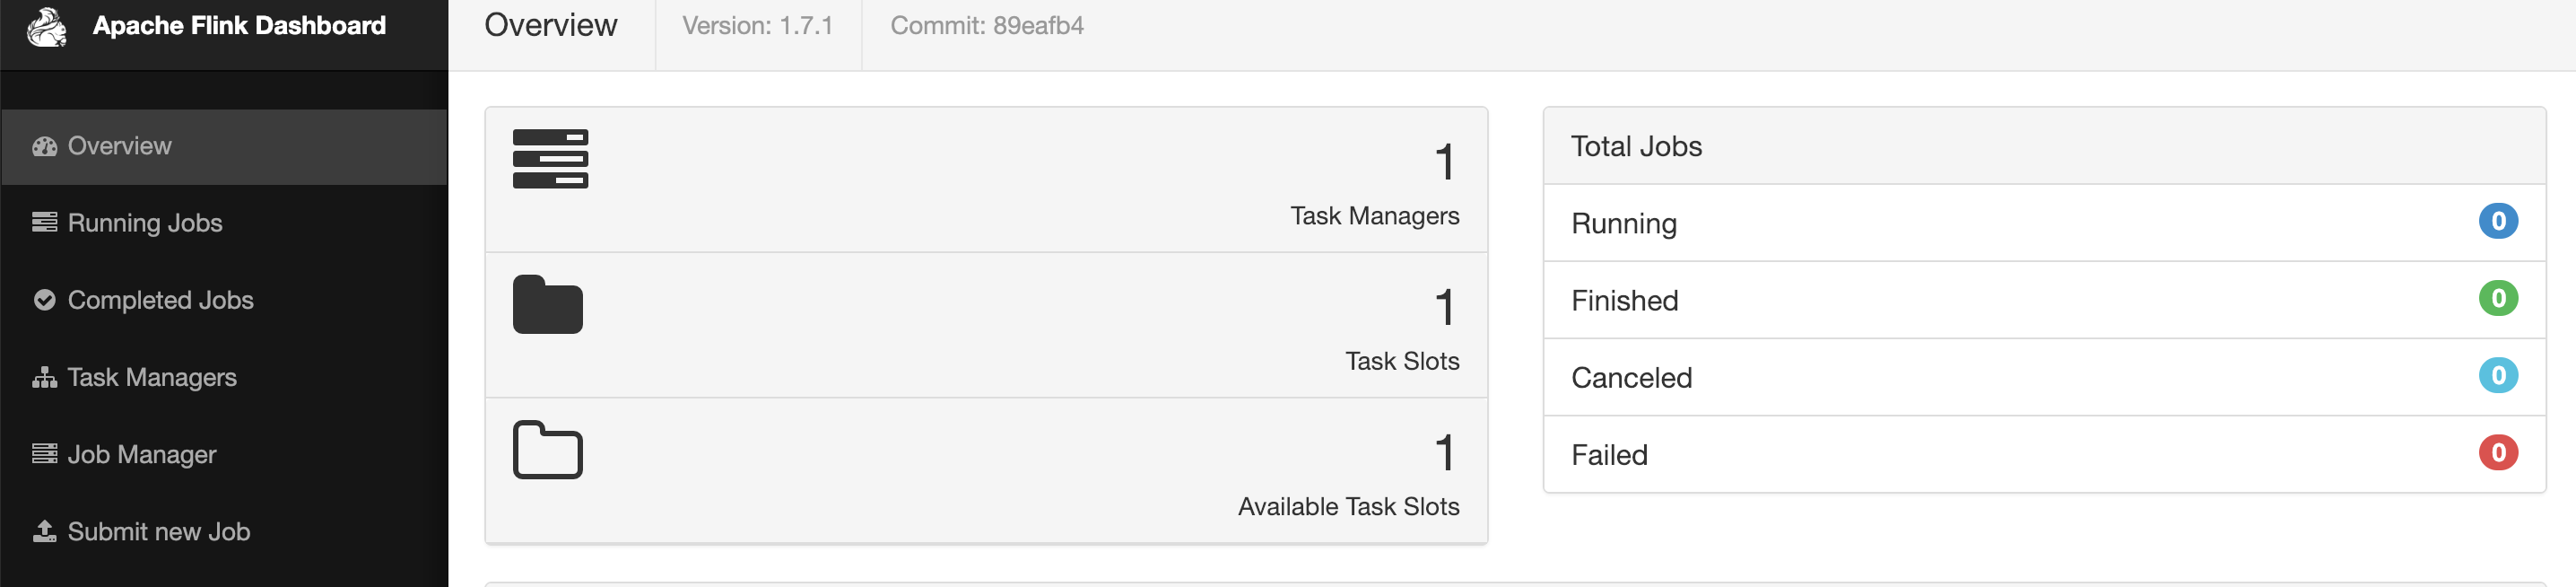 Apache Flink Dashboard
Overview
Version: 1.7.1
Commit: 89eafb4
Overview
Running Jobs
Completed Jobs
Task Managers
Job Manager
Submit new Job
1
Task Managers
1
Task Slots
1
Available Task Slots
Total Jobs
Running 0
Finished 0
Canceled 0
Failed 0